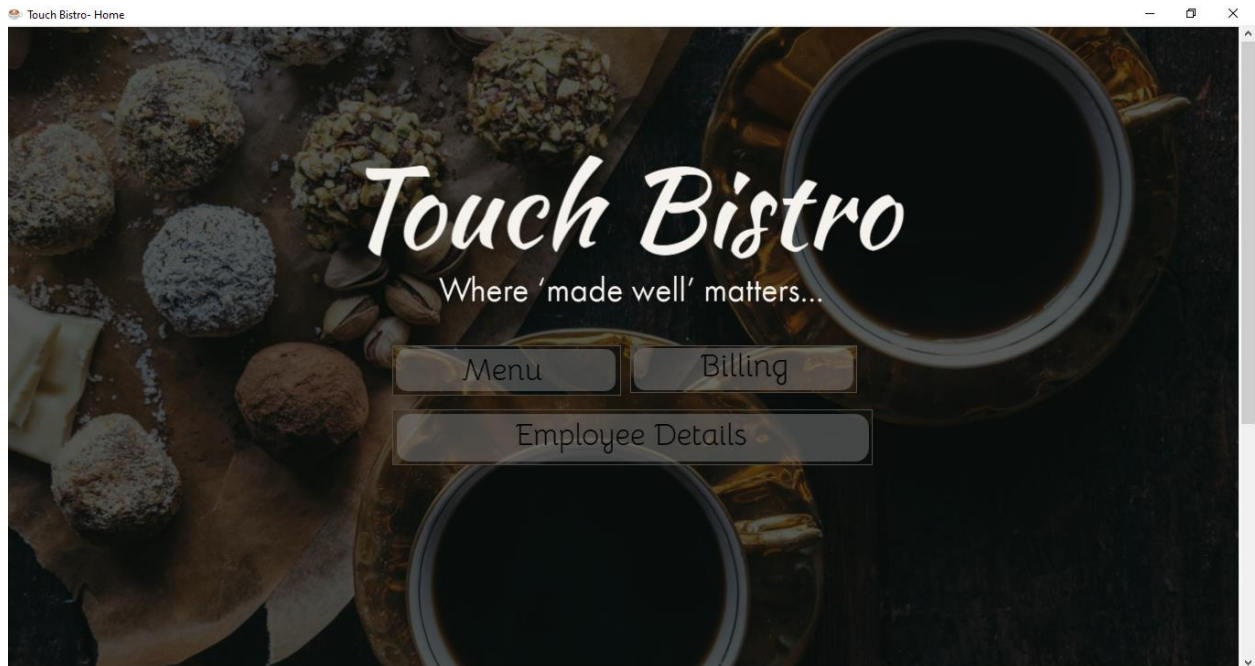 Touch Bistro- Home
Touch Bistro
Where ‘made well’ matters...
Menu
Billing
Employee Details